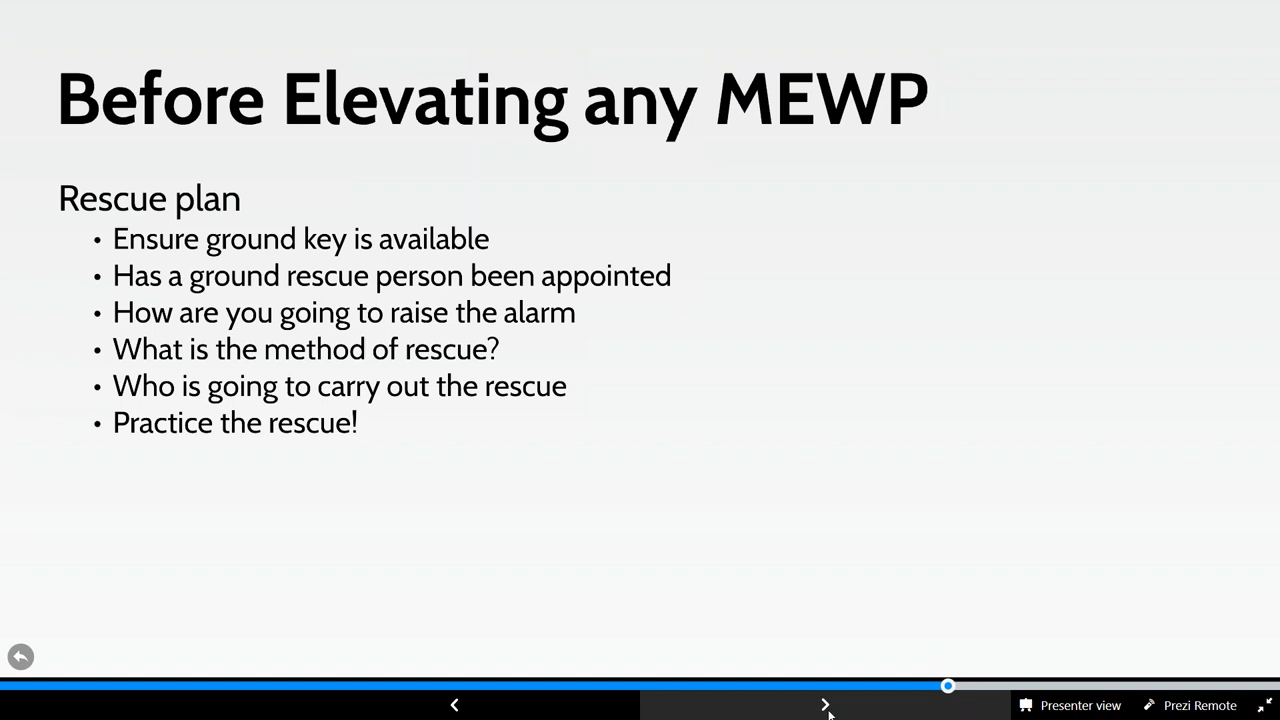 Before Elevating any MEWP
Rescue plan
• Ensure ground key is available
• Has a ground rescue person been appointed
• How are you going to raise the alarm
• What is the method of rescue?
• Who is going to carry out the rescue
• Practice the rescue!
Presenter view
Prezi Remote